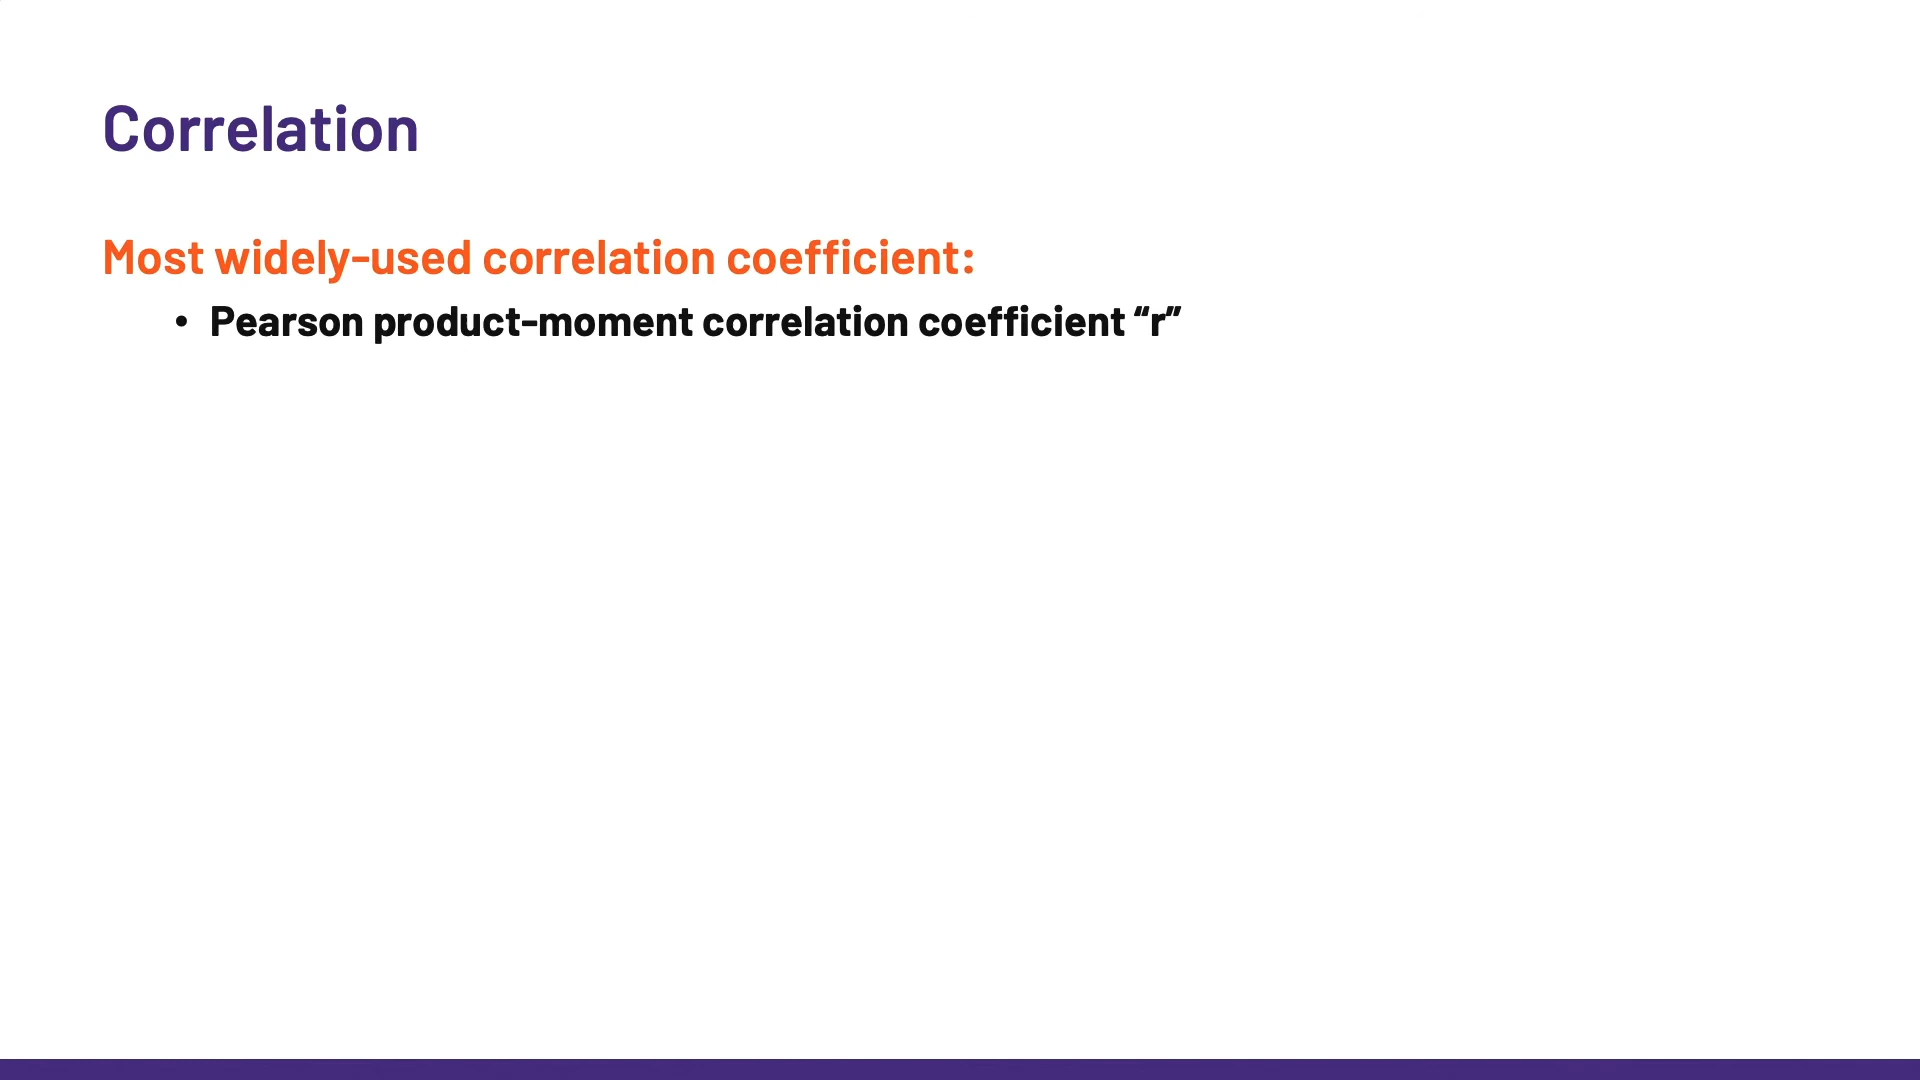 Correlation
Most widely-used correlation coefficient:
• Pearson product-moment correlation coefficient “r”